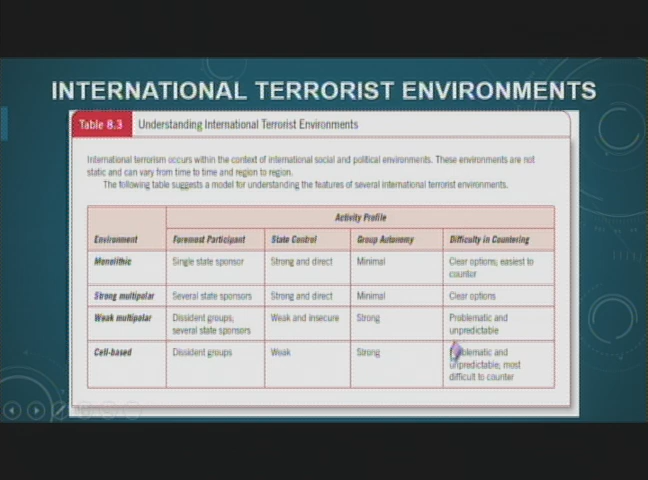 INTERNATIONAL TERRORIST ENVIRONMENTS
Table 8.3 Understanding International Terrorist Environments
International terrorism occurs within the context of international social and political environments. These environments are not
static and can vary from time to time and region to region.
The following table suggests a model for understanding the features of several international terrorist environments.
Activity Profile
Environment Foremost Participant State Control Group Autonomy Difficulty in Countering
Monolithic Single state sponsor Strong and direct Minimal Clear options; easiest to
counter
Strong multipolar Several state sponsors Strong and direct Minimal Clear options
Weak multipolar Dissident groups, Weak and insecure Strong Problematic and
several state sponsors unpredictable
Cell-based Dissident groups Weak Strong and
unpredictable; most
difficult to counter